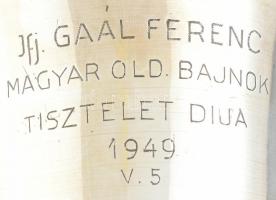 Ifj. GAÁL FERENC
MAGYAR OLD. BAJNOK
TISZTELET DIJA
1949
V. 5